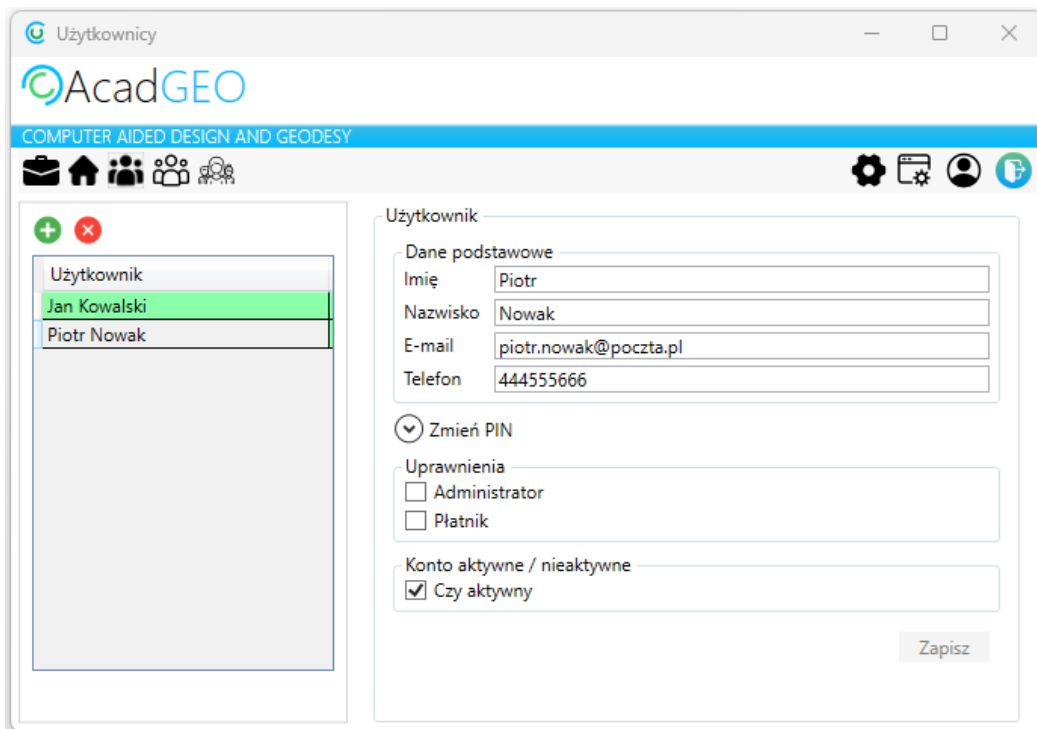 Użytkownicy
AcadGEO
COMPUTER AIDED DESIGN AND GEODESY
Użytkownik
Jan Kowalski
Piotr Nowak
Użytkownik
Dane podstawowe
Imię Piotr
Nazwisko Nowak
E-mail piotr.nowak@poczta.pl
Telefon 444555666
Zmień PIN
Uprawnienia
Administrator
Płatnik
Konto aktywne / nieaktywne
Czy aktywny
Zapisz